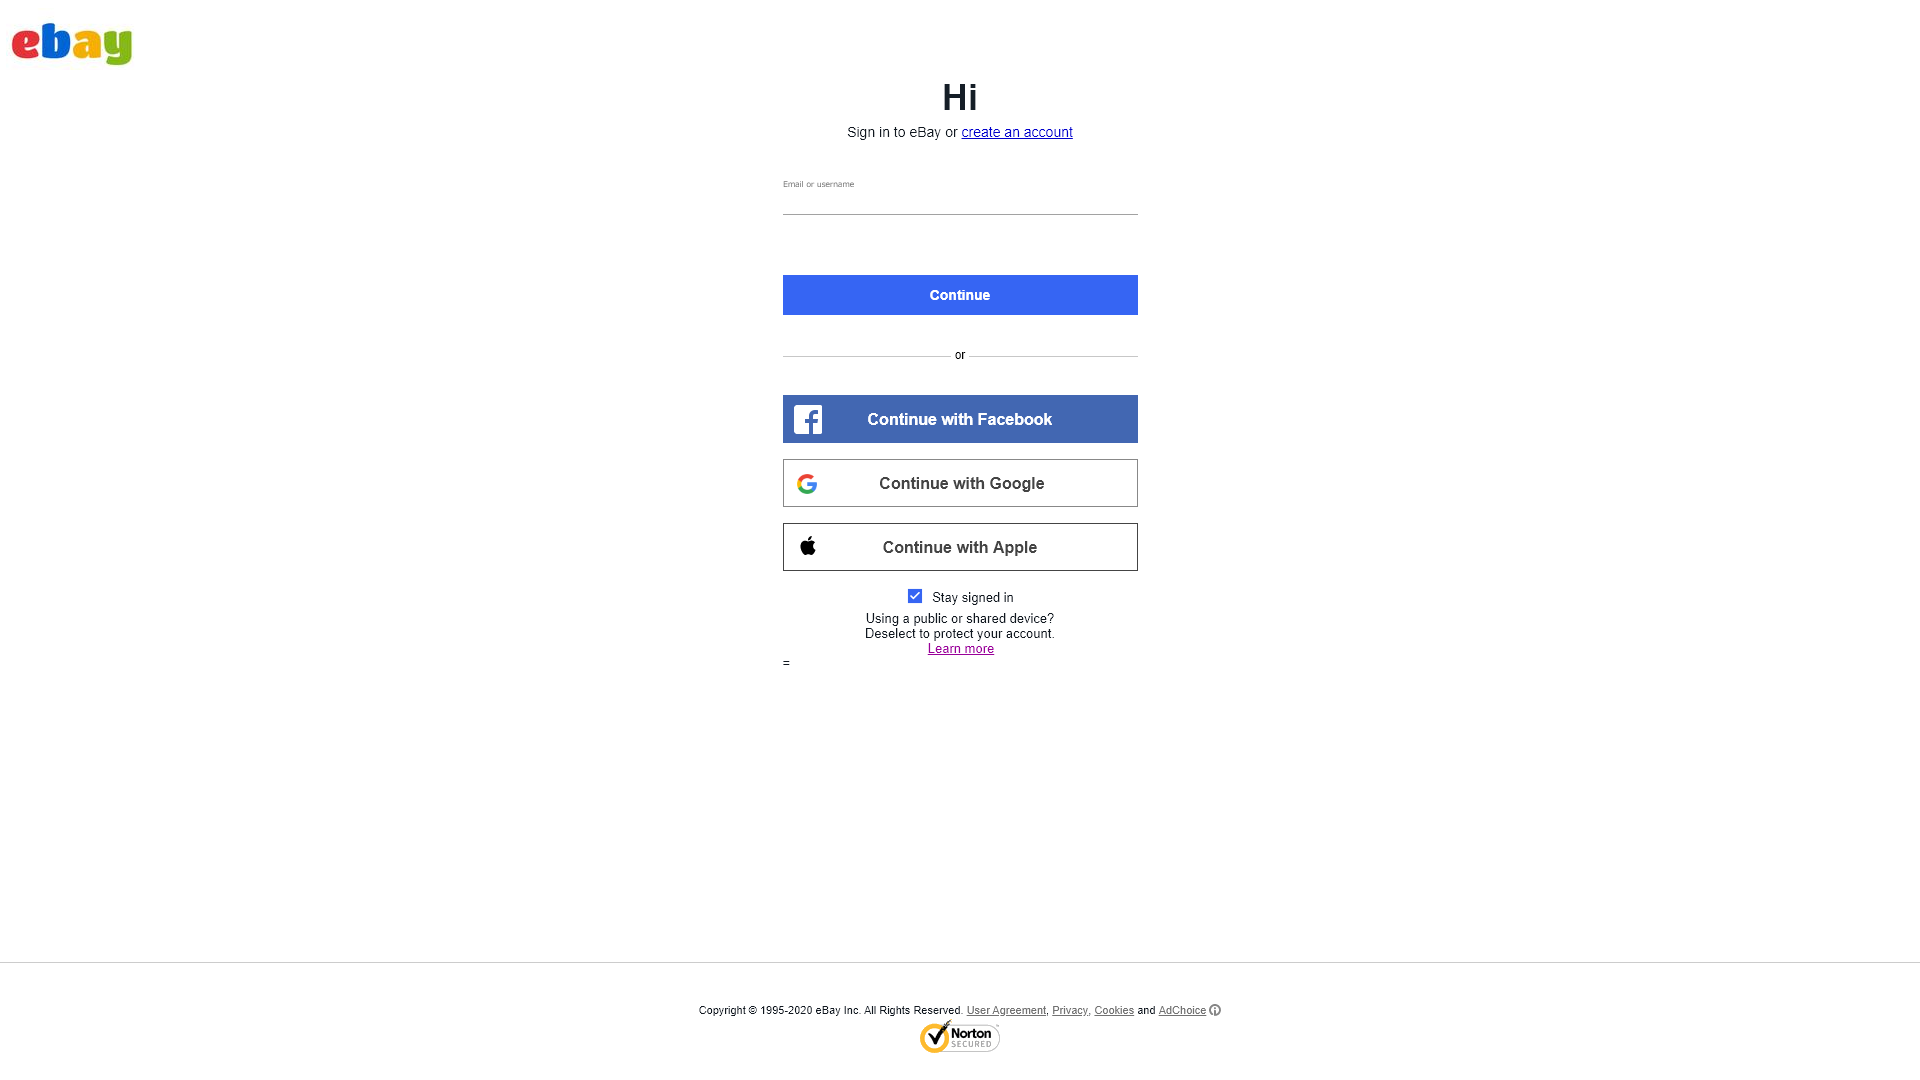 ebay
Hi
Sign in to eBay or create an account
Email or username
Continue
or
Continue with Facebook
Continue with Google
Continue with Apple
Stay signed in
Using a public or shared device?
Deselect to protect your account.
Learn more
=
Copyright © 1995-2020 eBay Inc. All Rights Reserved. User Agreement, Privacy, Cookies and AdChoice
Norton
SECURED